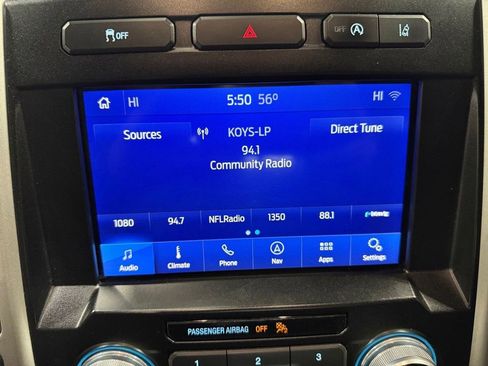 OFF OFF A
HI 5:50 56° HI
Sources KOYS-LP Direct Tune
94.1
Community Radio
1080 94.7 NFLRadio 1350 88.1
Audio Climate Phone Nav Apps Settings
PASSENGER AIRBAG OFF
1 2 3